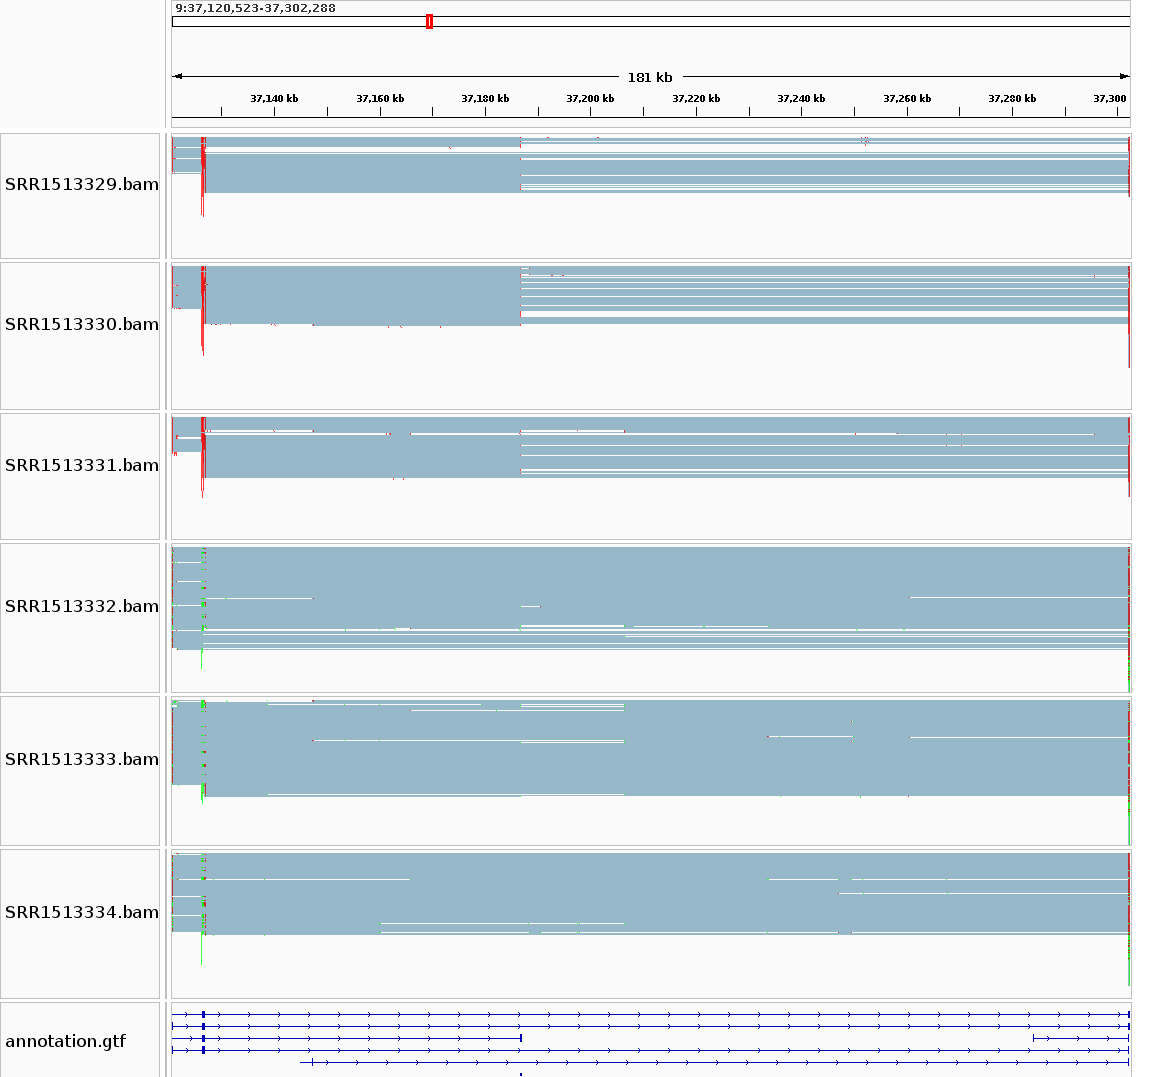 9:37,120,523-37,302,288
181 kb
37,140 kb 37,160 kb 37,180 kb 37,200 kb 37,220 kb 37,240 kb 37,260 kb 37,280 kb 37,300
SRR1513329.bam
SRR1513330.bam
SRR1513331.bam
SRR1513332.bam
SRR1513333.bam
SRR1513334.bam
annotation.gtf